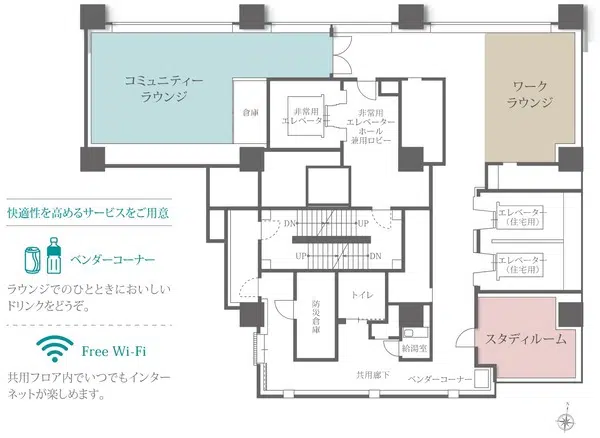 コミュニティー
ラウンジ
倉庫
非常用
エレベータ
非常用
エレベーター
ホール
兼用ロビー
ワーク
ラウンジ
快適性を高めるサービスをご用意
ベンダーコーナー
ラウンジでのひとときにおいしい
ドリンクをどうぞ。
Free Wi-Fi
共用フロア内でいつでもインター
ネットが楽しめます。
DN
UP
UP
DN
エレベーター
（住宅用）
エレベーター
（住宅用）
防災倉庫
トイレ
給湯室
スタディルーム
共用廊下
ベンダーコーナー